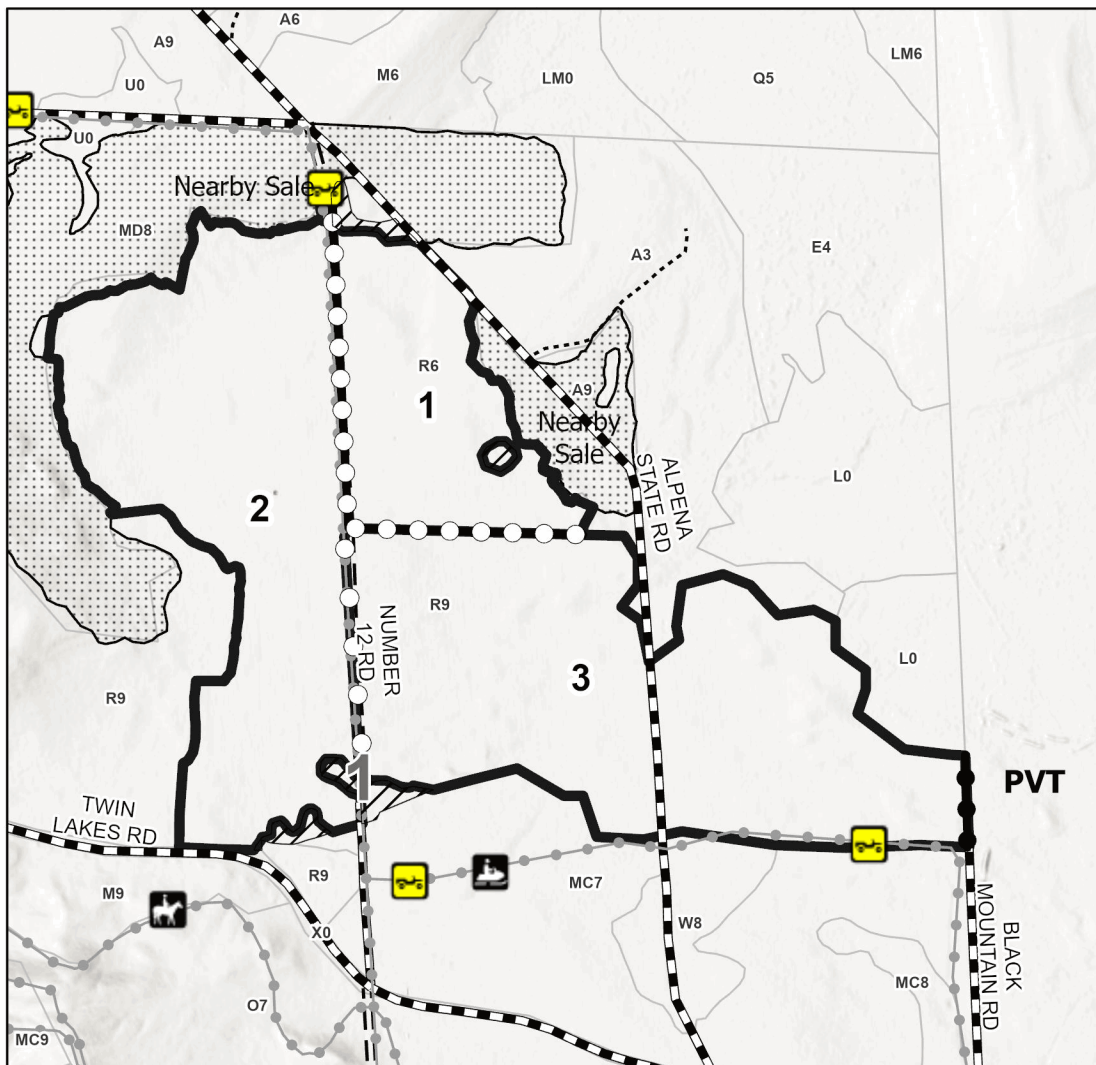 A6
A9
M6
LM0
Q5
LM6
U0
U0
Nearby Sale
MD8
A3
E4
R6
1
A9
Nearby
Sale
ALPENA
STATE RD
L0
2
NUMBER
12 RD
R9
3
L0
R9
1
PVT
TWIN
LAKES RD
R9
M9
MC7
X0
W8
BLACK
MOUNTAIN RD
MC8
O7
MC9